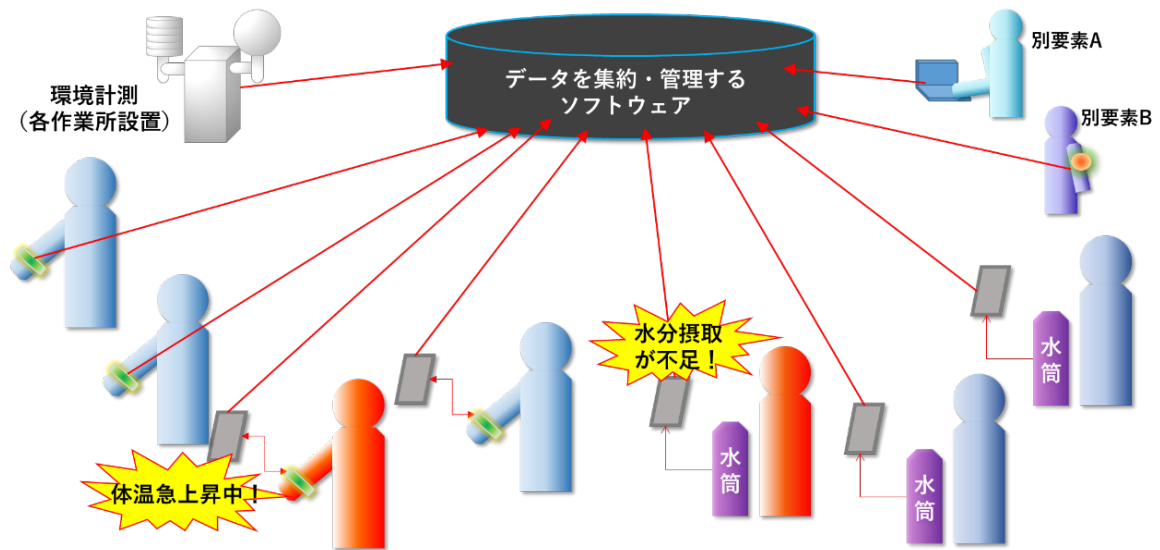 データを集約・管理する
ソフトウェア
別要素A
環境計測
（各作業所設置）
別要素B
水分摂取
が不足！
水
筒
水
筒
水
筒
体温急上昇中！